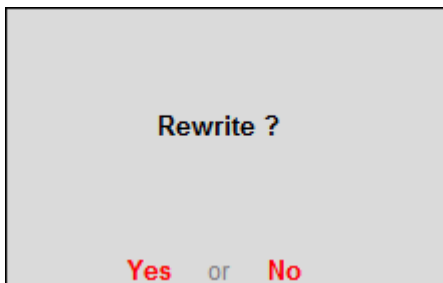 Rewrite ?
Yes or No